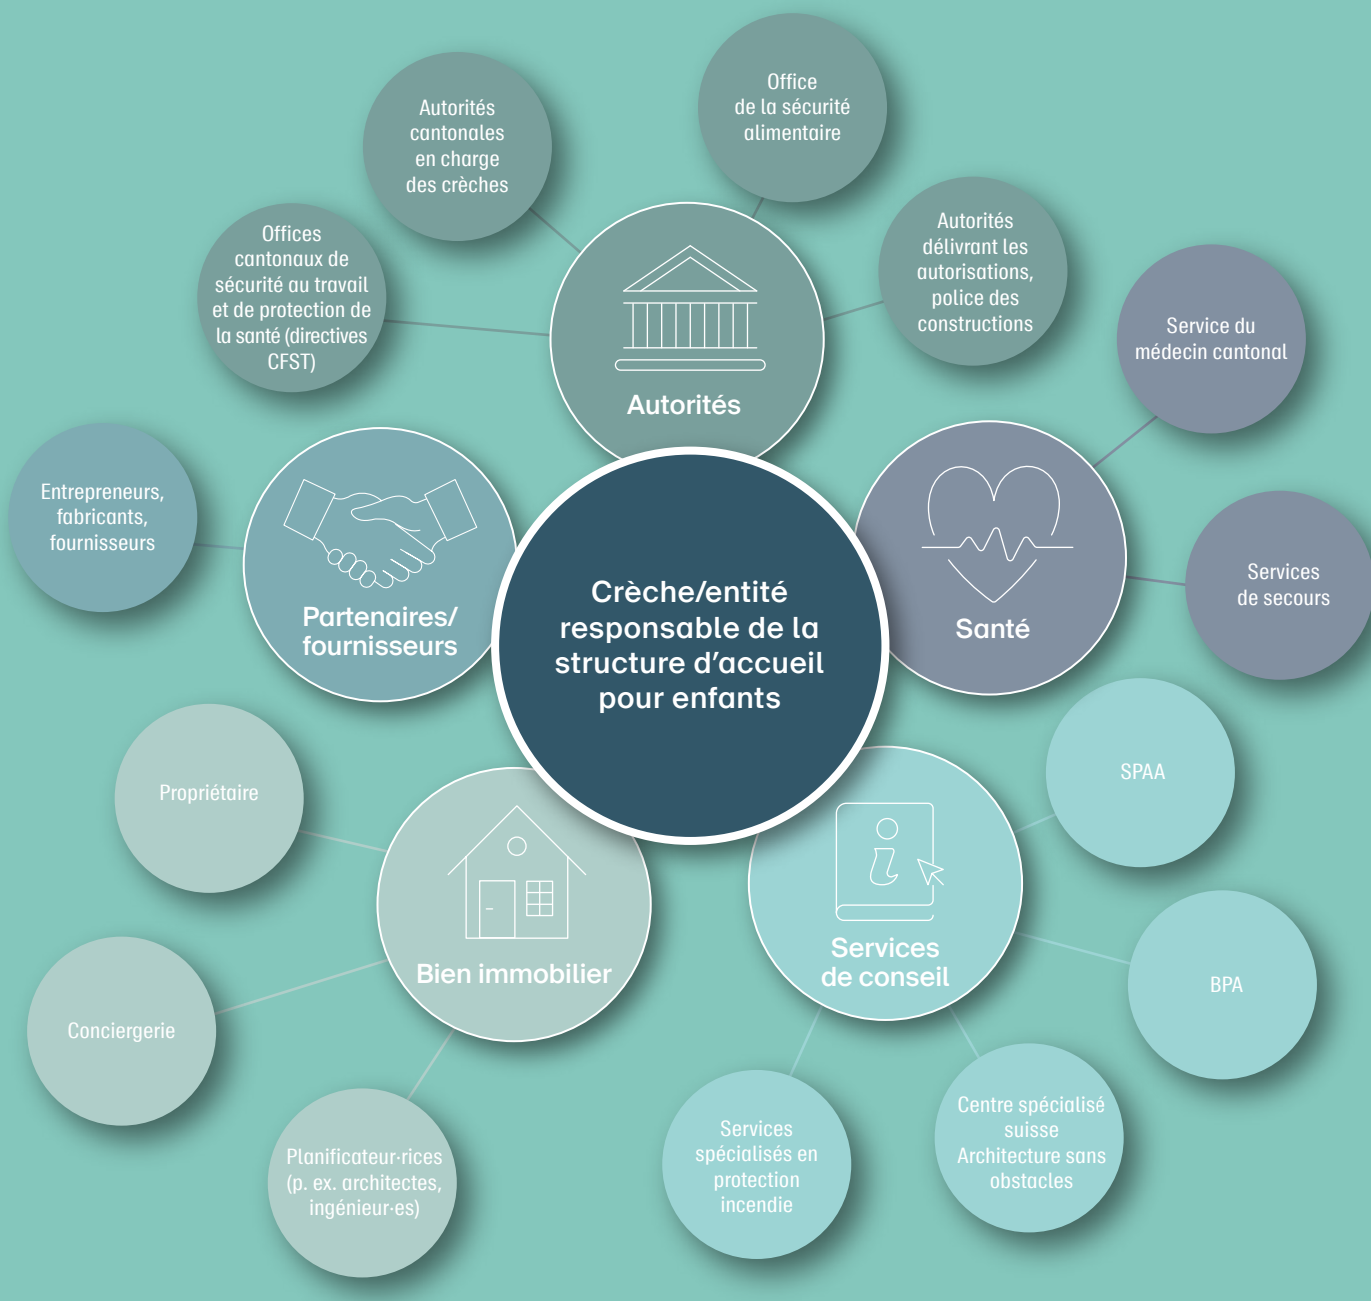 Office
de la sécurité
alimentaire
Autorités
cantonales
en charge
des crèches
Offices
cantonaux de
sécurité au travail
et de protection de
la santé (directives
CFST)
Autorités
délivrant les
autorisations,
police des
constructions
Autorités
Service du
médecin cantonal
Services
de secours
Santé
Entrepreneurs,
fabricants,
fournisseurs
Partenaires/
fournisseurs
Crèche/entité
responsable de la
structure d’accueil
pour enfants
Propriétaire
Conciergerie
Planificateur·rices
(p. ex. architectes,
ingénieur·es)
Bien immobilier
i
Services
de conseil
SPAA
BPA
Centre spécialisé
suisse
Architecture sans
obstacles
Services
spécialisés en
protection
incendie